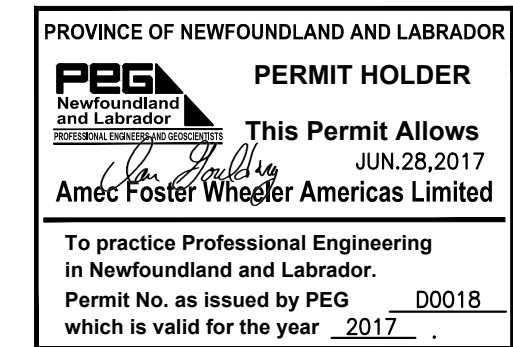 PROVINCE OF NEWFOUNDLAND AND LABRADOR
PEG
Newfoundland
and Labrador
PROFESSIONAL ENGINEERS AND GEOSCIENTISTS
PERMIT HOLDER
This Permit Allows
JUN.28,2017
Ian Goulding
Amec Foster Wheeler Americas Limited
To practice Professional Engineering
in Newfoundland and Labrador.
Permit No. as issued by PEG D0018
which is valid for the year 2017 .